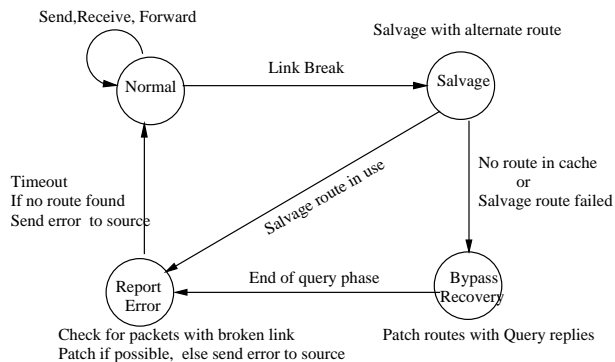 Send,Receive, Forward
Salvage with alternate route
Normal
Link Break
Salvage
No route in cache
or
Salvage route failed
Timeout
If no route found
Send error to source
Salvage route in use
Report
Error
End of query phase
Bypass
Recovery
Check for packets with broken link
Patch if possible, else send error to source
Patch routes with Query replies